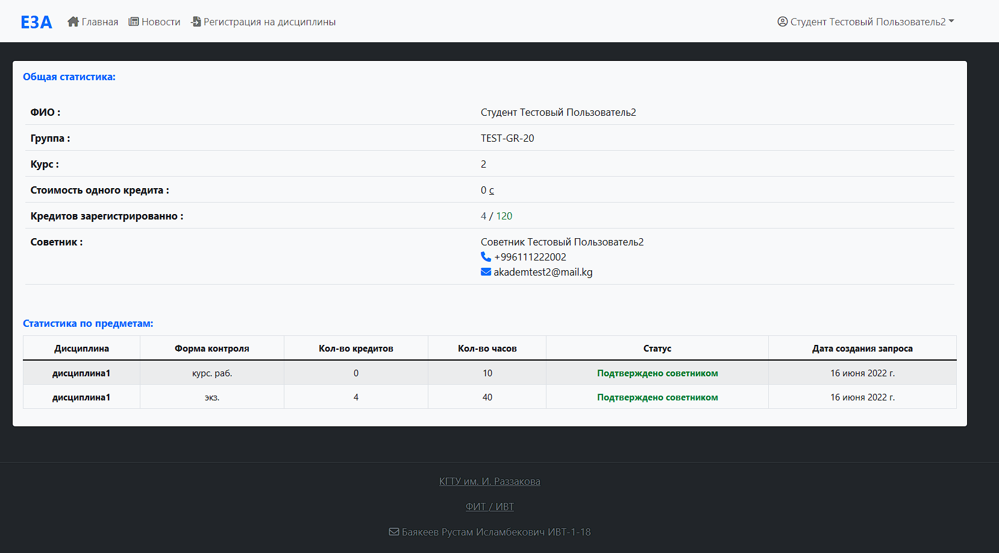 ЕЗА Главная Новости Регистрация на дисциплины Студент Тестовый Пользователь2
Общая статистика:
ФИО : Студент Тестовый Пользователь2
Группа : TEST-GR-20
Курс : 2
Стоимость одного кредита : 0 с
Кредитов зарегистрированно : 4 / 120
Советник : Советник Тестовый Пользователь2
+996111222002
akademtest2@mail.kg
Статистика по предметам:
Дисциплина Форма контроля Кол-во кредитов Кол-во часов Статус Дата создания запроса
дисциплина1 курс. раб. 0 10 Подтверждено советником 16 июня 2022 г.
дисциплина1 экз. 4 40 Подтверждено советником 16 июня 2022 г.
КГТУ им. И. Раззакова
ФИТ / ИВТ
Баякеев Рустам Исламбекович ИВТ-1-18